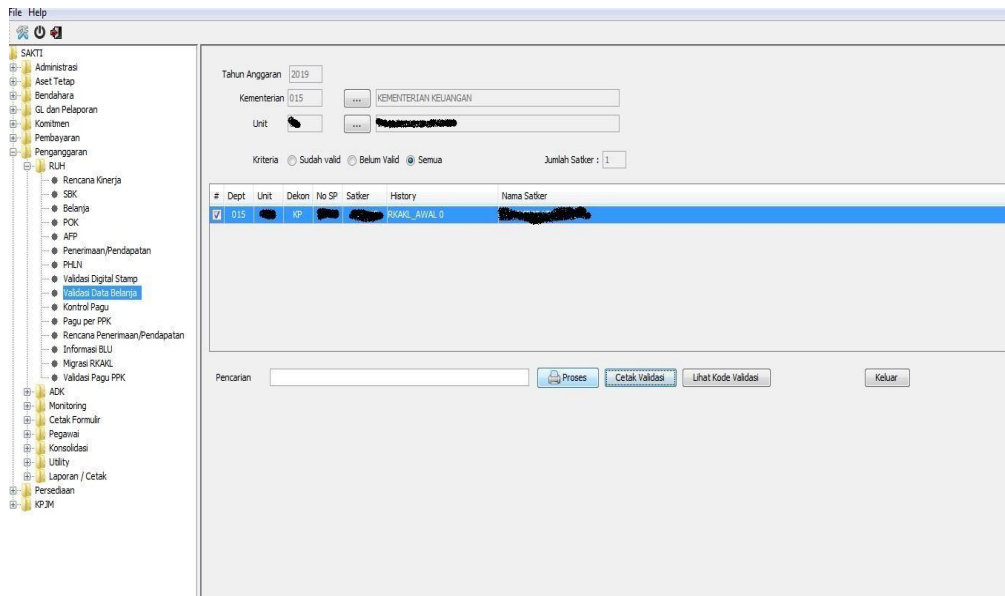 File Help
SAKTI
Administrasi
Aset Tetap
Bendahara
GL dan Pelaporan
Komitmen
Pembayaran
Penganggaran
RUH
Rencana Kinerja
SBK
Belanja
POK
AFP
Penerimaan/Pendapatan
PHLN
Validasi Digital Stamp
Validasi Data Belanja
Kontrol Pagu
Pagu per PPK
Rencana Penerimaan/Pendapatan
Informasi BLU
Migrasi RKAKL
Validasi Pagu PPK
ADK
Monitoring
Cetak Formulir
Pegawai
Konsolidasi
Utility
Laporan / Cetak
Persediaan
KPJM
Tahun Anggaran 2019
Kementerian 015 ... KEMENTERIAN KEUANGAN
Unit ...
Kriteria Sudah valid Belum Valid Semua Jumlah Satker : 1
# Dept Unit Dekon No SP Satker History Nama Satker
015 KP RKAKL_AWAL 0
Pencarian Proses Cetak Validasi Lihat Kode Validasi Keluar